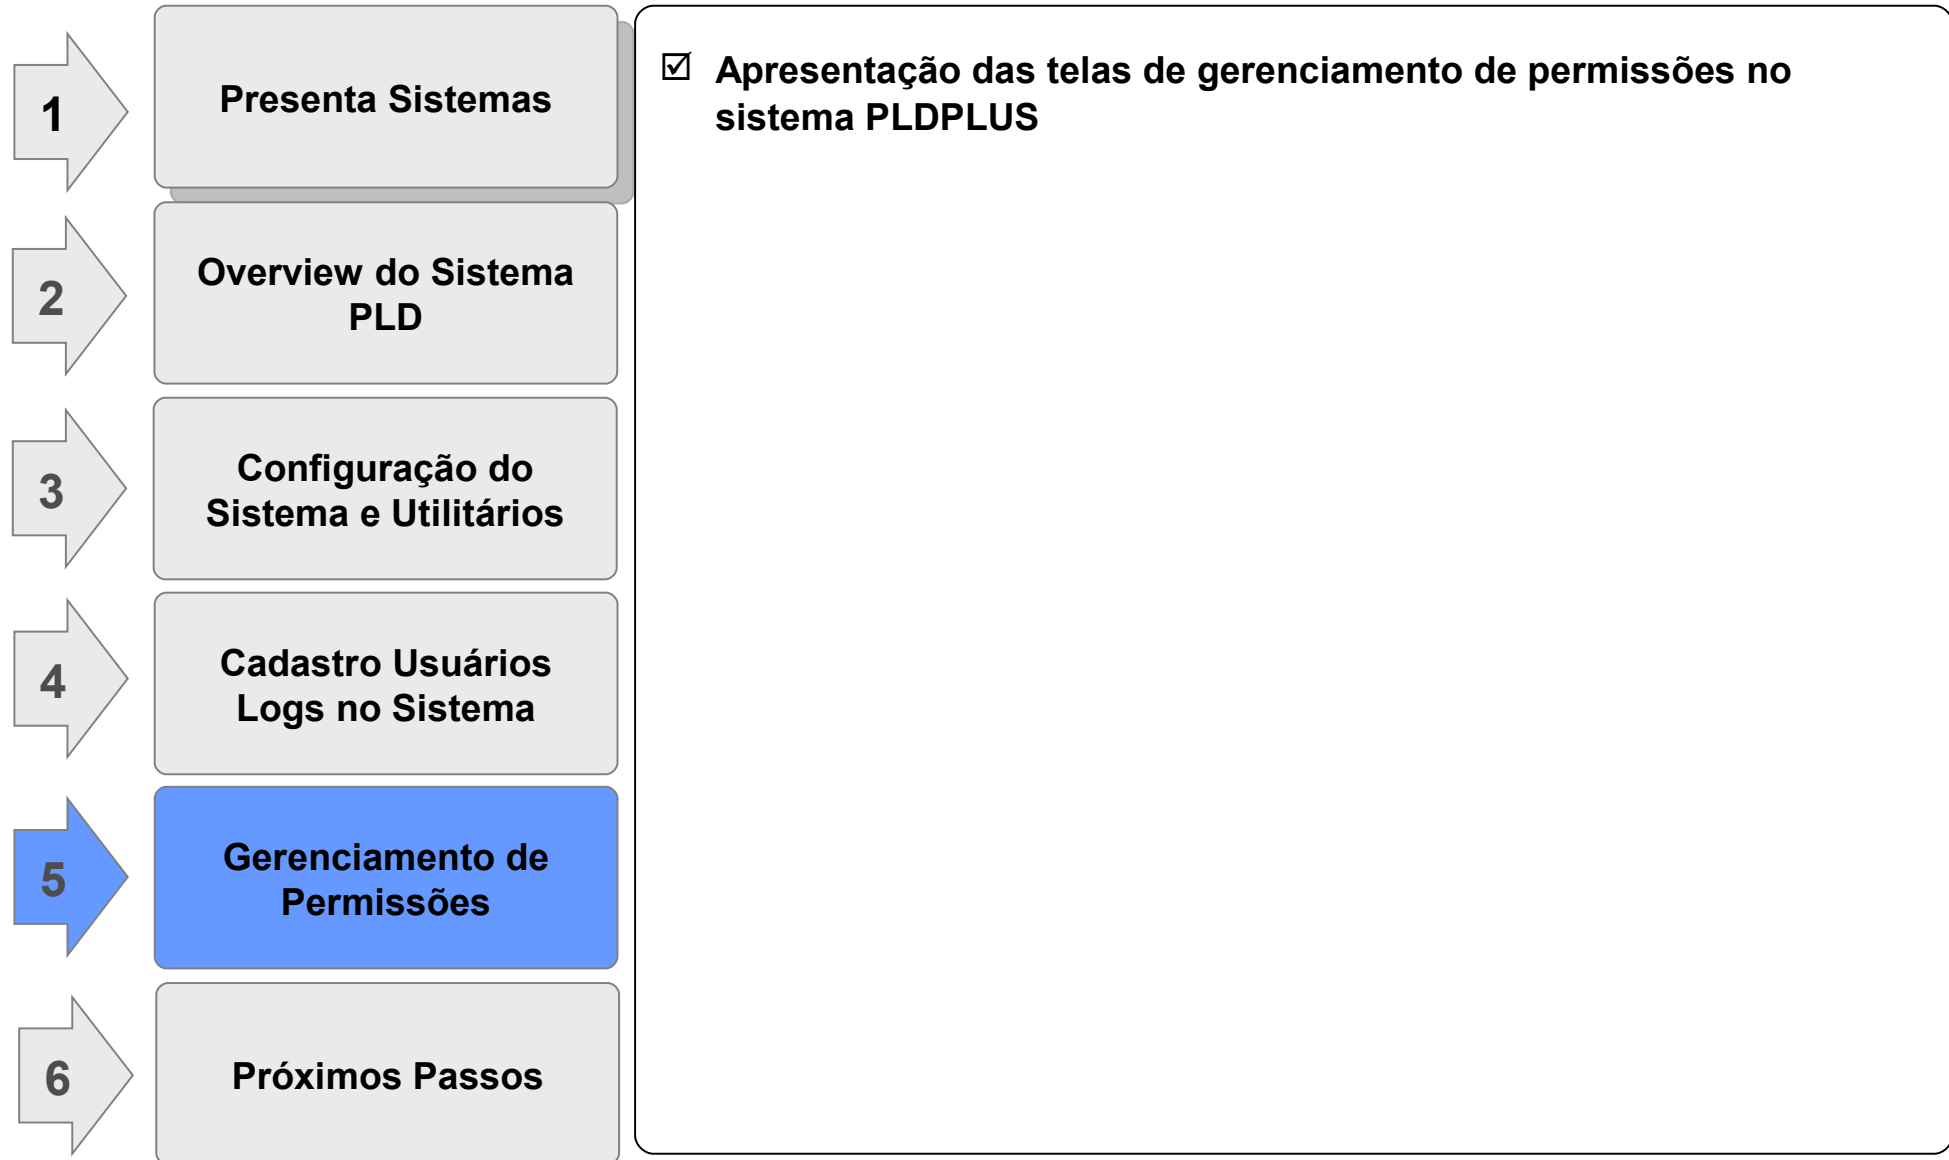 1
Presenta Sistemas
2
Overview do Sistema
PLD
3
Configuração do
Sistema e Utilitários
4
Cadastro Usuários
Logs no Sistema
5
Gerenciamento de
Permissões
6
Próximos Passos
☑ Apresentação das telas de gerenciamento de permissões no
sistema PLDPLUS